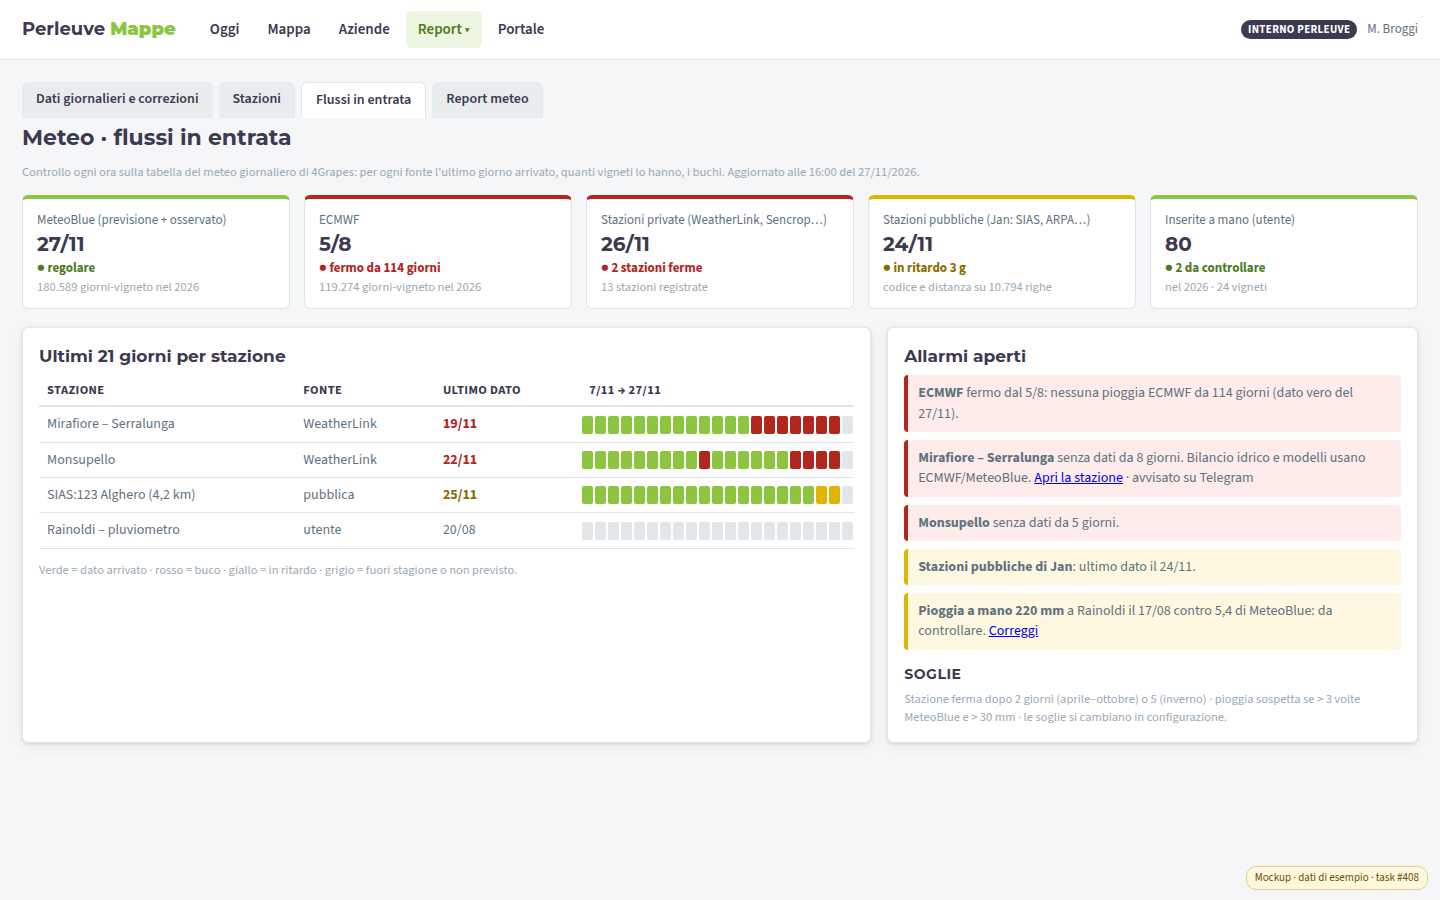 Perleuve Mappe
Oggi
Mappa
Aziende
Report ▾
Portale
INTERNO PERLEUVE
M. Broggi
Dati giornalieri e correzioni
Stazioni
Flussi in entrata
Report meteo
Meteo · flussi in entrata
Controllo ogni ora sulla tabella del meteo giornaliero di 4Grapes: per ogni fonte l'ultimo giorno arrivato, quanti vigneti lo hanno, i buchi. Aggiornato alle 16:00 del 27/11/2026.
MeteoBlue (previsione + osservato)
27/11
● regolare
180.589 giorni-vigneto nel 2026
ECMWF
5/8
● fermo da 114 giorni
119.274 giorni-vigneto nel 2026
Stazioni private (WeatherLink, Sencrop…)
26/11
● 2 stazioni ferme
13 stazioni registrate
Stazioni pubbliche (Jan: SIAS, ARPA…)
24/11
● in ritardo 3 g
codice e distanza su 10.794 righe
Inserite a mano (utente)
80
● 2 da controllare
nel 2026 · 24 vigneti
Ultimi 21 giorni per stazione
STAZIONE FONTE ULTIMO DATO 7/11 → 27/11
Mirafiore – Serralunga WeatherLink 19/11
Monsupello WeatherLink 22/11
SIAS:123 Alghero (4,2 km) pubblica 25/11
Rainoldi – pluviometro utente 20/08
Verde = dato arrivato · rosso = buco · giallo = in ritardo · grigio = fuori stagione o non previsto.
Allarmi aperti
ECMWF fermo dal 5/8: nessuna pioggia ECMWF da 114 giorni (dato vero del
27/11).
Mirafiore – Serralunga senza dati da 8 giorni. Bilancio idrico e modelli usano
ECMWF/MeteoBlue. Apri la stazione · avvisato su Telegram
Monsupello senza dati da 5 giorni.
Stazioni pubbliche di Jan: ultimo dato il 24/11.
Pioggia a mano 220 mm a Rainoldi il 17/08 contro 5,4 di MeteoBlue: da
controllare. Correggi
SOGLIE
Stazione ferma dopo 2 giorni (aprile–ottobre) o 5 (inverno) · pioggia sospetta se > 3 volte
MeteoBlue e > 30 mm · le soglie si cambiano in configurazione.
Mockup · dati di esempio · task #408